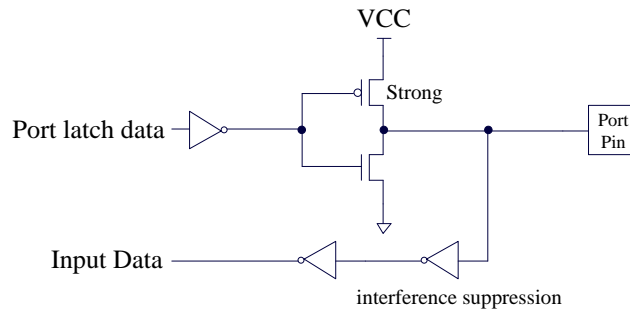 VCC
Strong
Port latch data
Port
Pin
Input Data
interference suppression